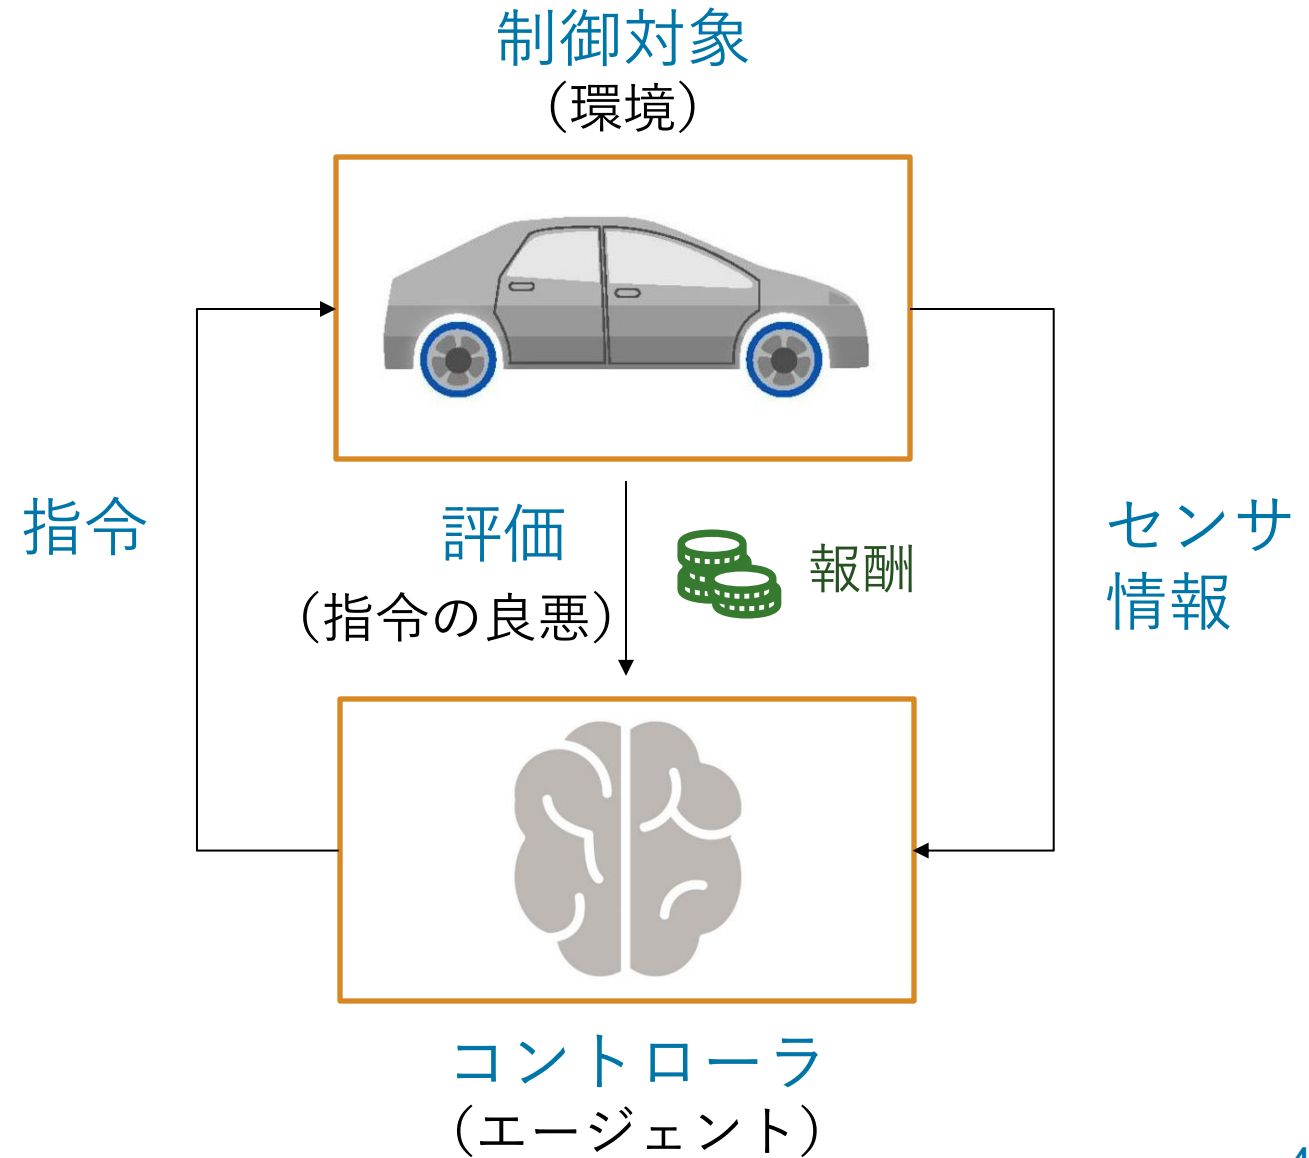 制御対象
（環境）
指令
評価
（指令の良悪）
報酬
センサ
情報
コントローラ
（エージェント）
4